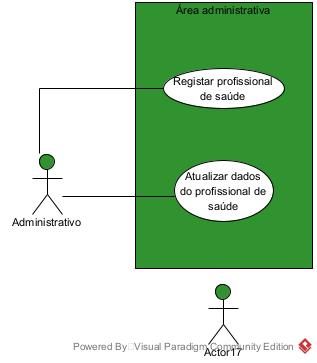 Área administrativa
Registar profissional
de saúde
Atualizar dados
do profissional de
saúde
Administrativo
Powered By Visual Paradigm Community Edition
Actor17